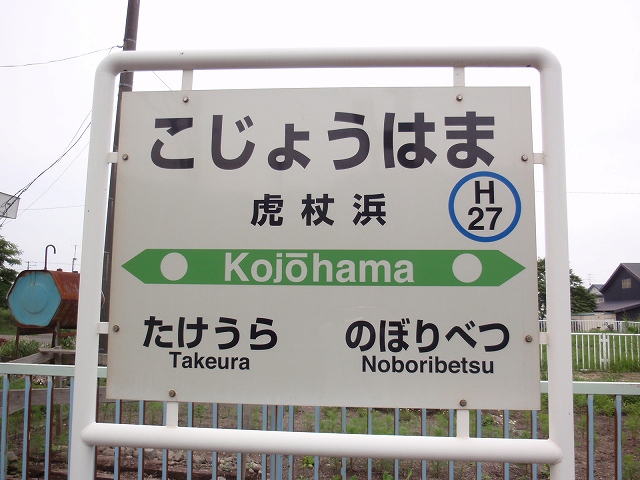 こじょうはま
虎杖浜
H
27
Kojōhama
たけうら
Takeura
のぼりべつ
Noboribetsu